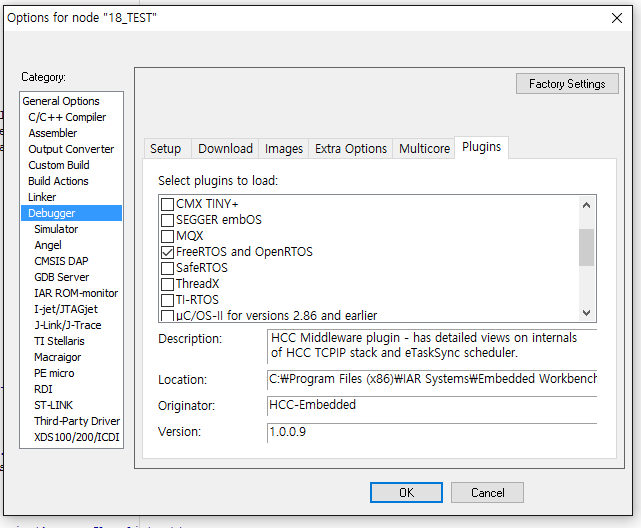 Options for node "18_TEST"
Category:
Factory Settings
General Options
C/C++ Compiler
Assembler
Output Converter
Custom Build
Build Actions
Linker
Debugger
Simulator
Angel
CMSIS DAP
GDB Server
IAR ROM-monitor
I-jet/JTAGjet
J-Link/J-Trace
TI Stellaris
Macraigor
PE micro
RDI
ST-LINK
Third-Party Driver
XDS100/200/ICDI
Setup Download Images Extra Options Multicore Plugins
Select plugins to load:
CMX TINY+
SEGGER embOS
MQX
FreeRTOS and OpenRTOS
SafeRTOS
ThreadX
TI-RTOS
µC/OS-II for versions 2.86 and earlier
Description: HCC Middleware plugin - has detailed views on internals
of HCC TCPIP stack and eTaskSync scheduler.
Location: C:₩Program Files (x86)₩IAR Systems₩Embedded Workbench
Originator: HCC-Embedded
Version: 1.0.0.9
OK Cancel